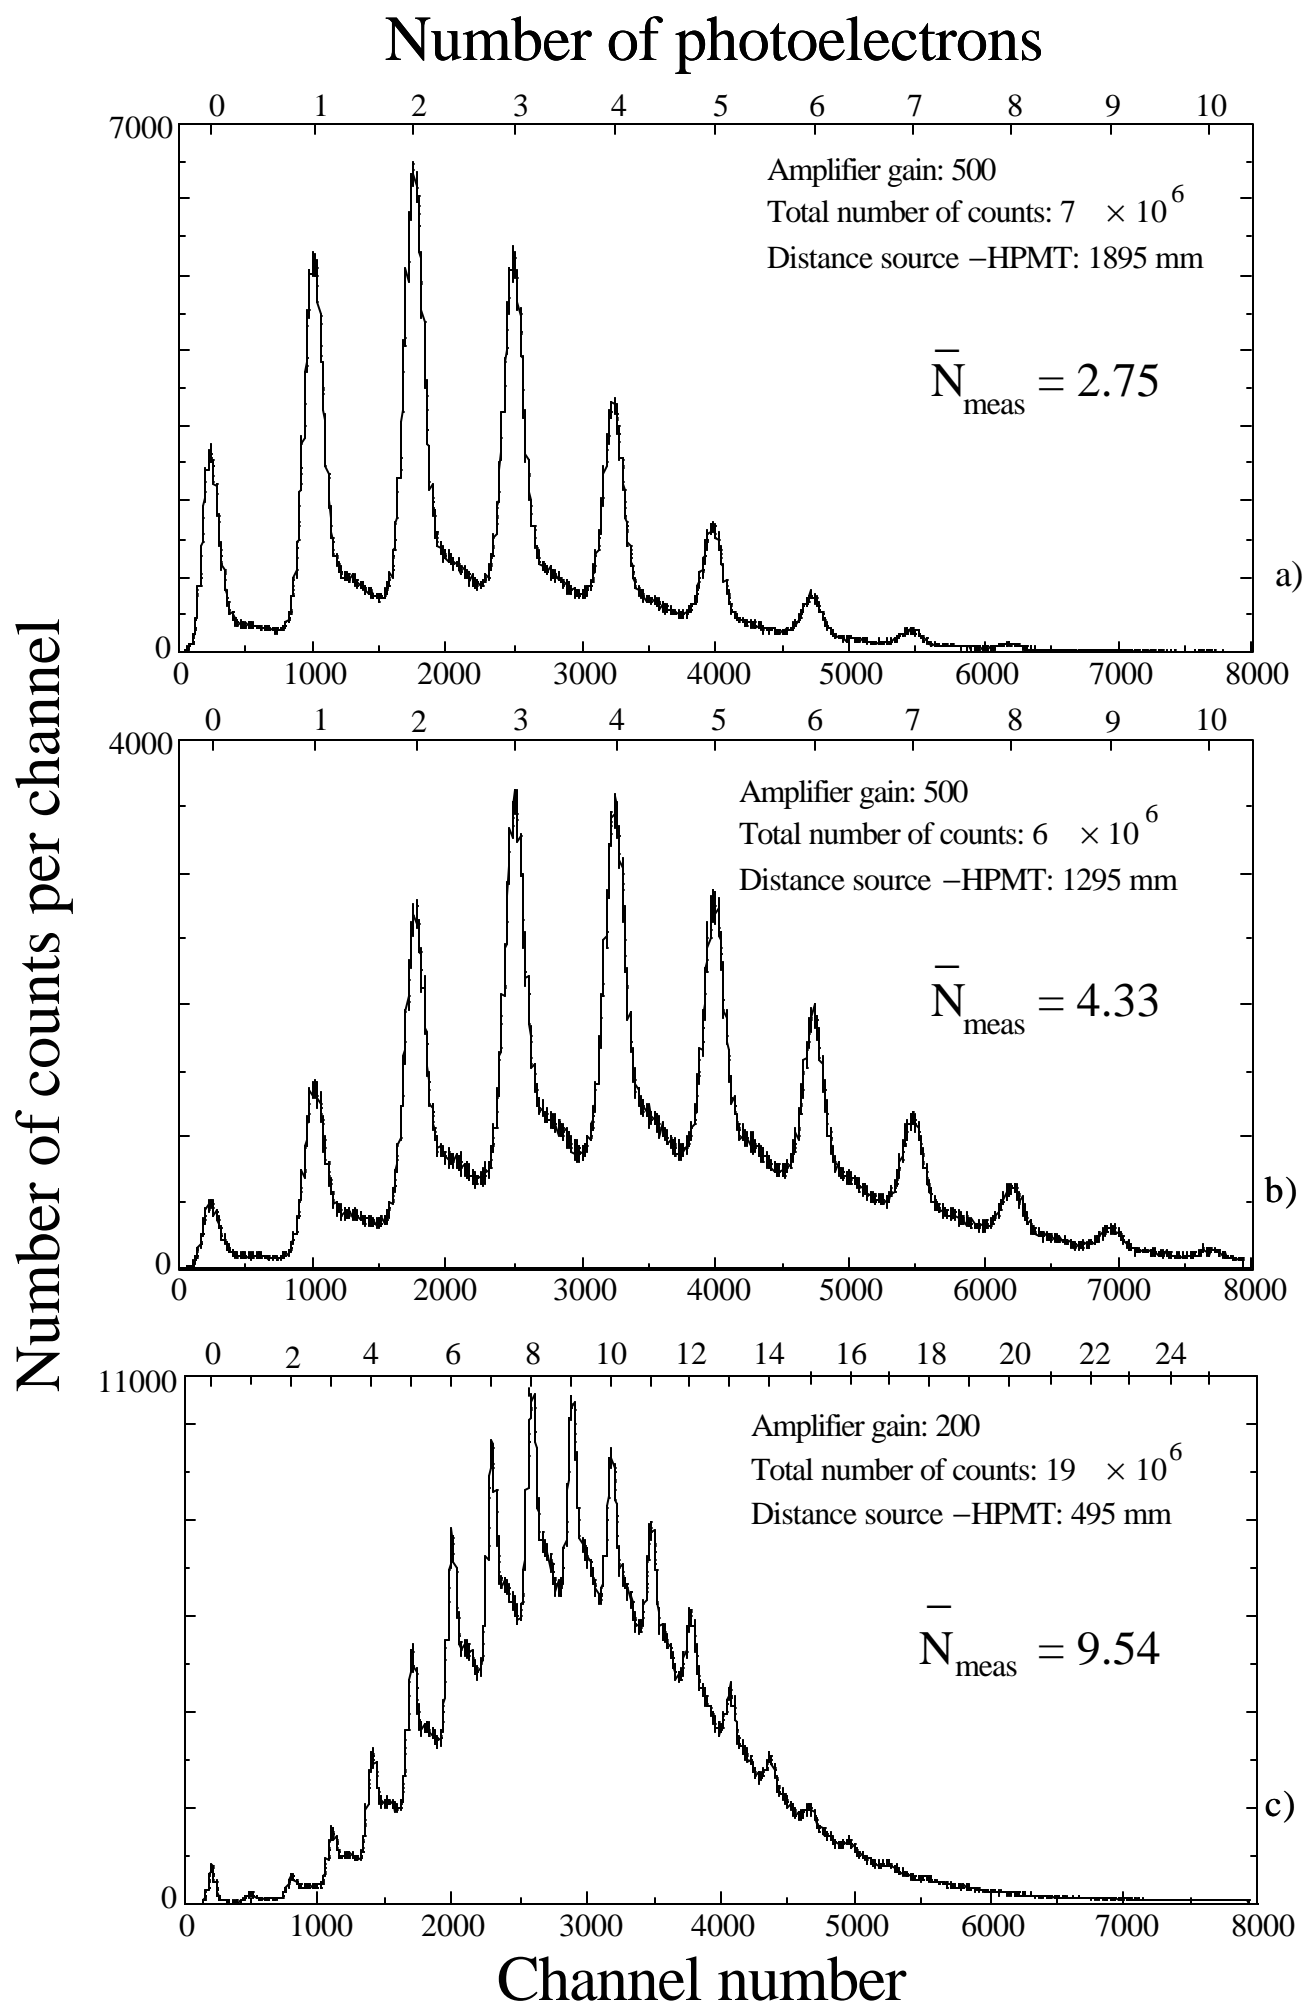 Number of photoelectrons
0 1 2 3 4 5 6 7 8 9 10
7000
Amplifier gain: 500
Total number of counts: 7 × 10^6
Distance source −HPMT: 1895 mm
N̄meas = 2.75
a)
0
0 1000 2000 3000 4000 5000 6000 7000 8000
0 1 2 3 4 5 6 7 8 9 10
4000
Amplifier gain: 500
Total number of counts: 6 × 10^6
Distance source −HPMT: 1295 mm
N̄meas = 4.33
b)
0
0 1000 2000 3000 4000 5000 6000 7000 8000
Number of counts per channel
0 2 4 6 8 10 12 14 16 18 20 22 24
11000
Amplifier gain: 200
Total number of counts: 19 × 10^6
Distance source −HPMT: 495 mm
N̄meas = 9.54
c)
0
0 1000 2000 3000 4000 5000 6000 7000 8000
Channel number